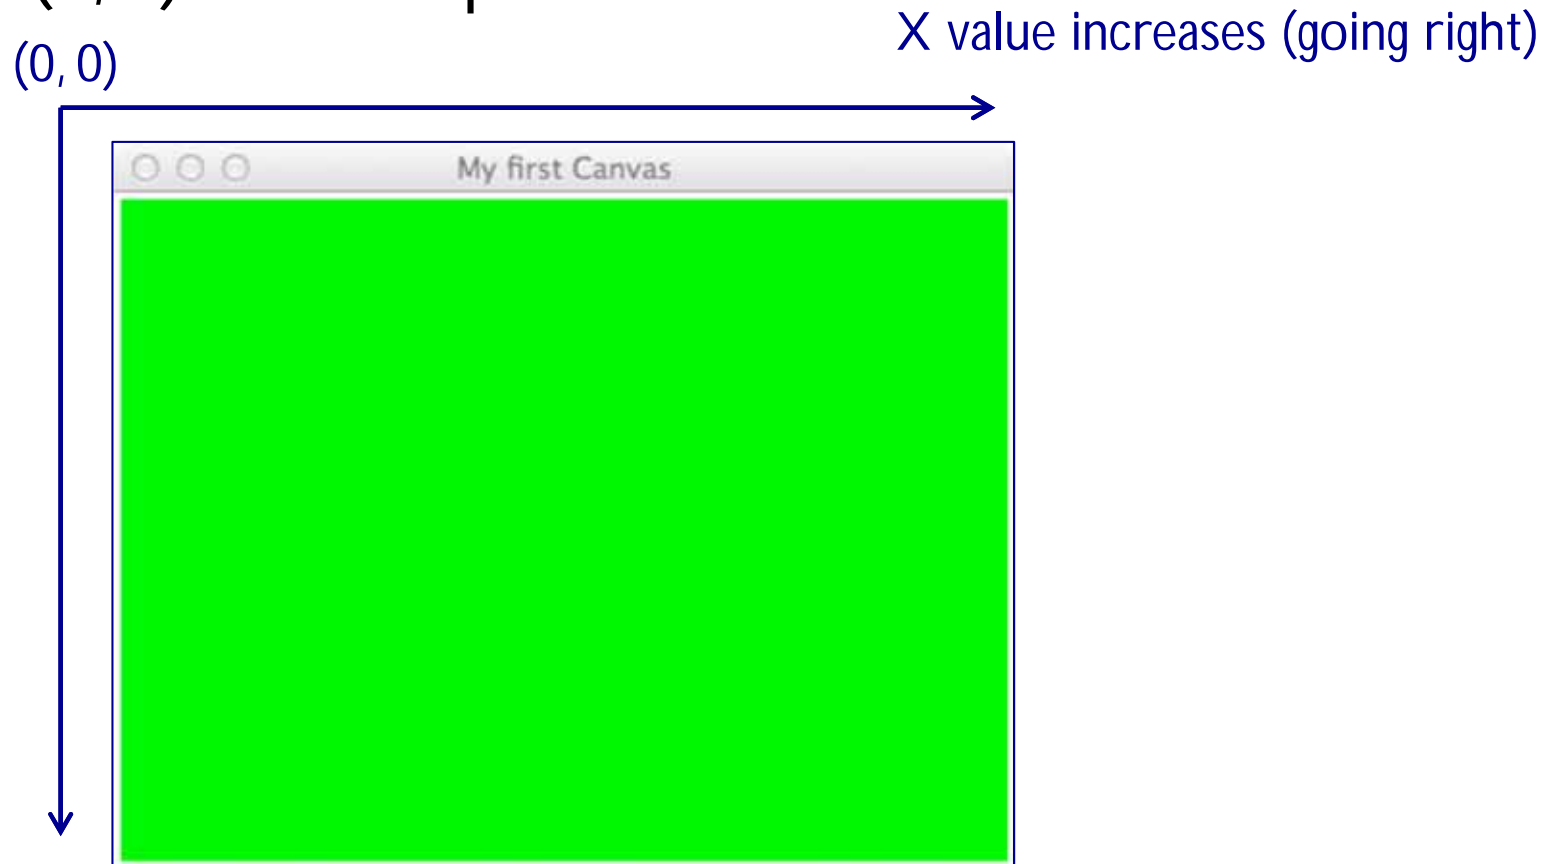 X value increases (going right)
(0, 0)
My first Canvas